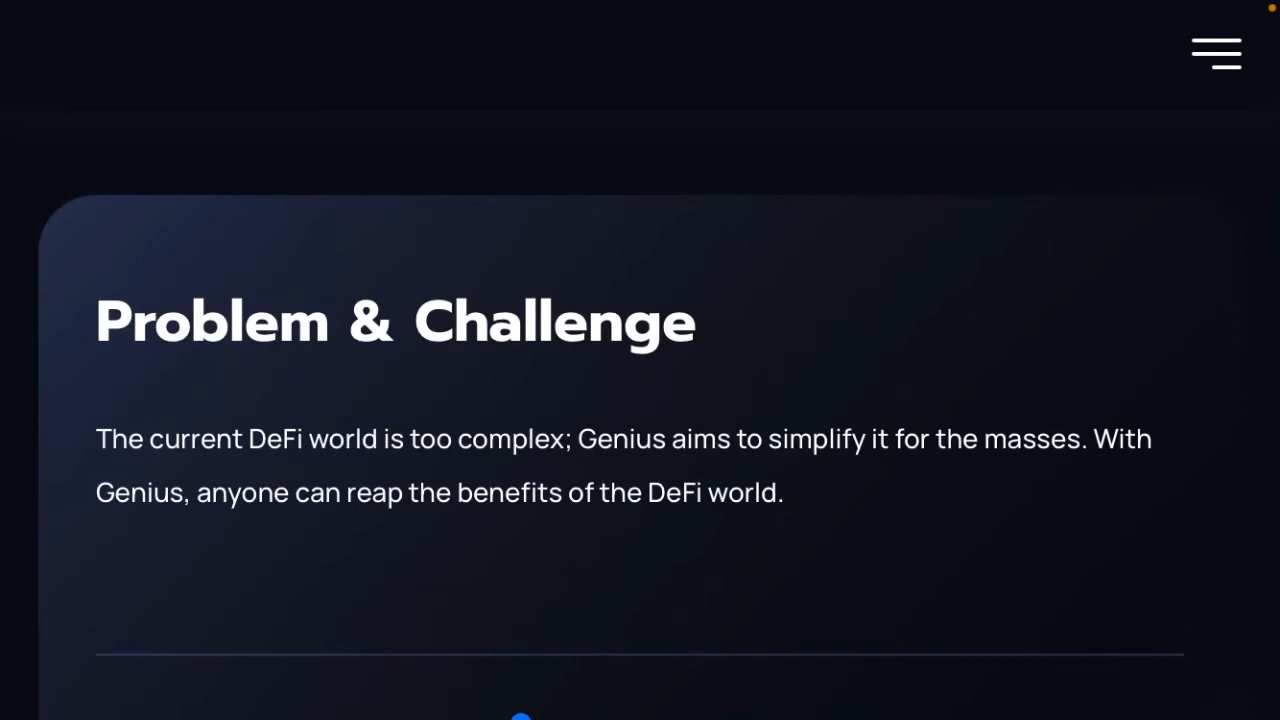 Problem & Challenge
The current DeFi world is too complex; Genius aims to simplify it for the masses. With
Genius, anyone can reap the benefits of the DeFi world.